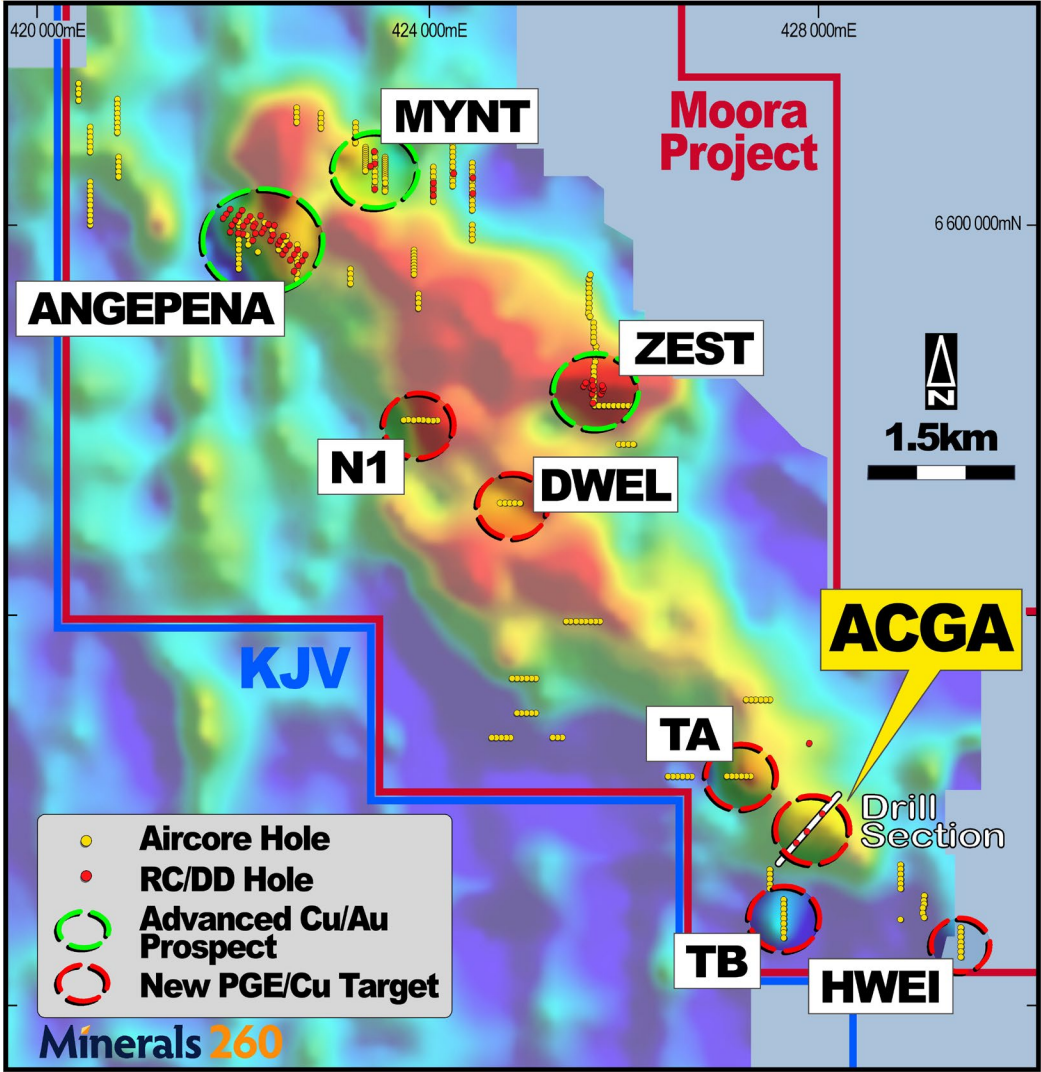 420 000mE
424 000mE
428 000mE
MYNT
Moora
Project
6 600 000mN
ANGEPENA
ZEST
N
1.5km
N1
DWEL
ACGA
KJV
TA
Drill
Section
Aircore Hole
RC/DD Hole
Advanced Cu/Au
Prospect
New PGE/Cu Target
TB
HWEI
Minerals 260